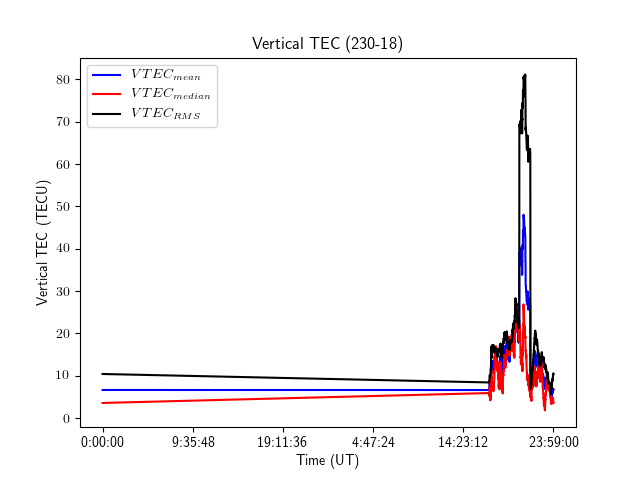 Vertical TEC (230-18)
VTEC_mean
VTEC_median
VTEC_RMS
Vertical TEC (TECU)
80
70
60
50
40
30
20
10
0
0:00:00 9:35:48 19:11:36 4:47:24 14:23:12 23:59:00
Time (UT)